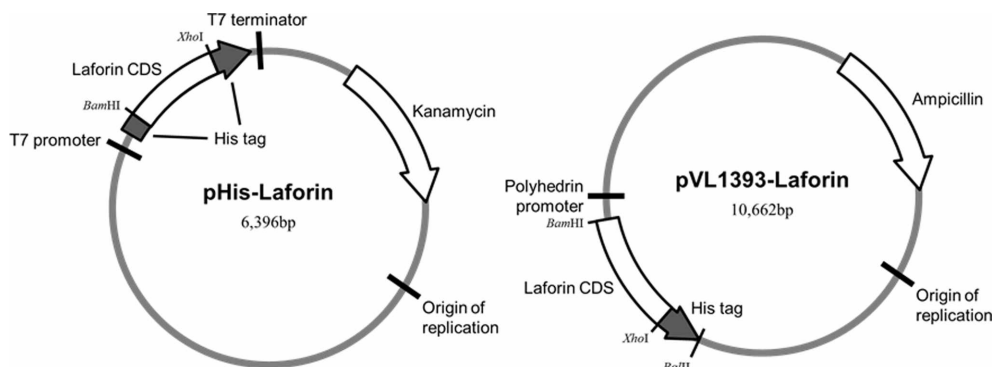 T7 terminator
XhoI
Laforin CDS
BamHI
His tag
T7 promoter
Kanamycin
pHis-Laforin
6,396bp
Origin of
replication
Ampicillin
pVL1393-Laforin
10,662bp
Polyhedrin
promoter
BamHI
Laforin CDS
His tag
XhoI
Origin of
replication